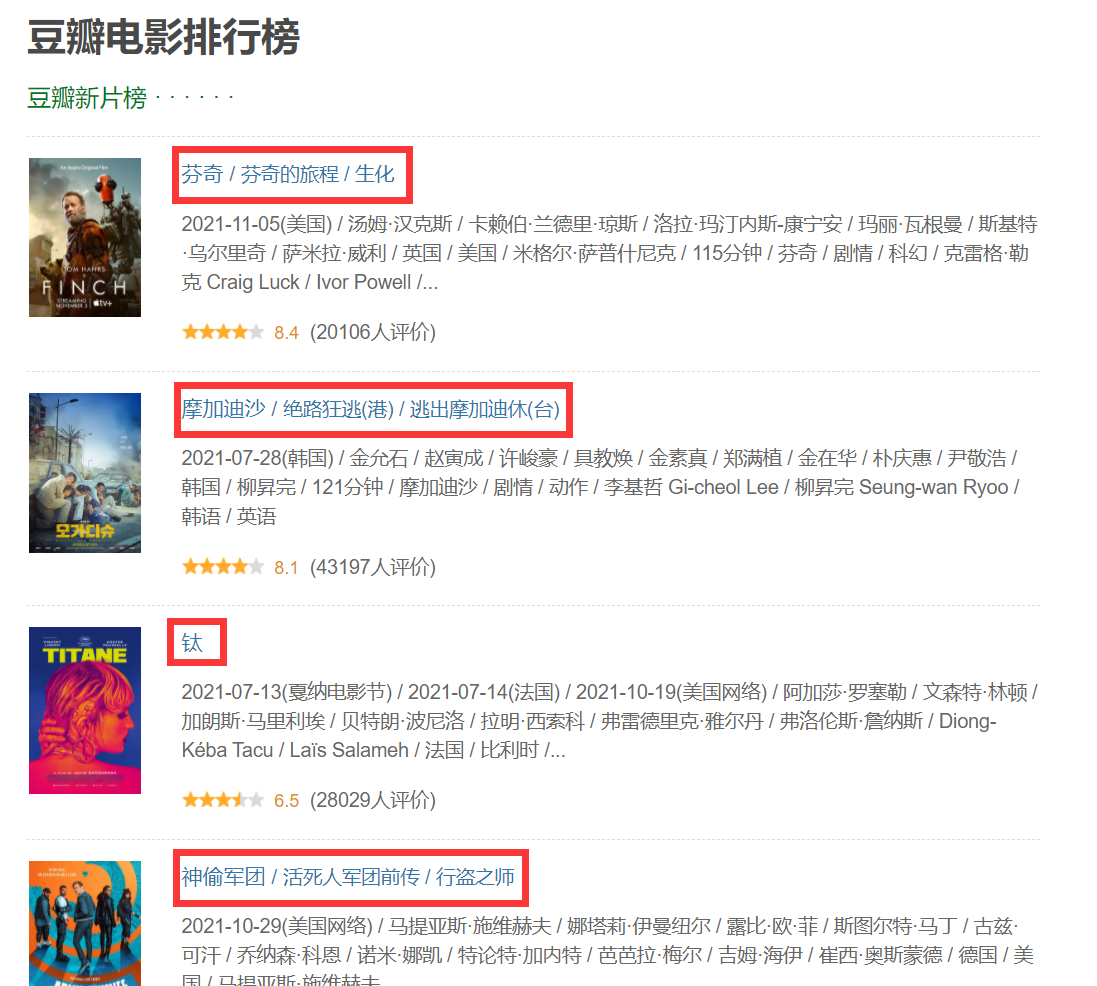 豆瓣电影排行榜
豆瓣新片榜 · · · · · ·
An Apple Original Film
TOM HANKS
FINCH
STREAMING
NOVEMBER 5
tv+
芬奇 / 芬奇的旅程 / 生化
2021-11-05(美国) / 汤姆·汉克斯 / 卡赖伯·兰德里·琼斯 / 洛拉·玛汀内斯-康宁安 / 玛丽·瓦根曼 / 斯基特
·乌尔里奇 / 萨米拉·威利 / 英国 / 美国 / 米格尔·萨普什尼克 / 115分钟 / 芬奇 / 剧情 / 科幻 / 克雷格·勒
克 Craig Luck / Ivor Powell /...
8.4 (20106人评价)
모가디슈
摩加迪沙 / 绝路狂逃(港) / 逃出摩加迪休(台)
2021-07-28(韩国) / 金允石 / 赵寅成 / 许峻豪 / 具教焕 / 金素真 / 郑满植 / 金在华 / 朴庆惠 / 尹敬浩 /
韩国 / 柳昇完 / 121分钟 / 摩加迪沙 / 剧情 / 动作 / 李基哲 Gi-cheol Lee / 柳昇完 Seung-wan Ryoo /
韩语 / 英语
8.1 (43197人评价)
TITANE
钛
2021-07-13(戛纳电影节) / 2021-07-14(法国) / 2021-10-19(美国网络) / 阿加莎·罗塞勒 / 文森特·林顿 /
加朗斯·马里利埃 / 贝特朗·波尼洛 / 拉明·西索科 / 弗雷德里克·雅尔丹 / 弗洛伦斯·詹纳斯 / Diong-
Kéba Tacu / Laïs Salameh / 法国 / 比利时 /...
6.5 (28029人评价)
神偷军团 / 活死人军团前传 / 行盗之师
2021-10-29(美国网络) / 马提亚斯·施维赫夫 / 娜塔莉·伊曼纽尔 / 露比·欧·菲 / 斯图尔特·马丁 / 古兹·
可汗 / 乔纳森·科恩 / 诺米·娜凯 / 特论特·加内特 / 芭芭拉·梅尔 / 吉姆·海伊 / 崔西·奥斯蒙德 / 德国 / 美
国 / 马提亚斯·施维赫夫